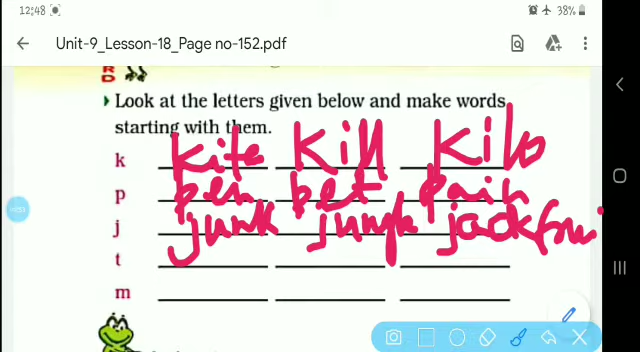 12:48
38%
Unit-9_Lesson-18_Page no-152.pdf
R
D
Look at the letters given below and make words
starting with them.
k kite kill kilo
p pen pet pain
j junk jungle jackfrui
t
m